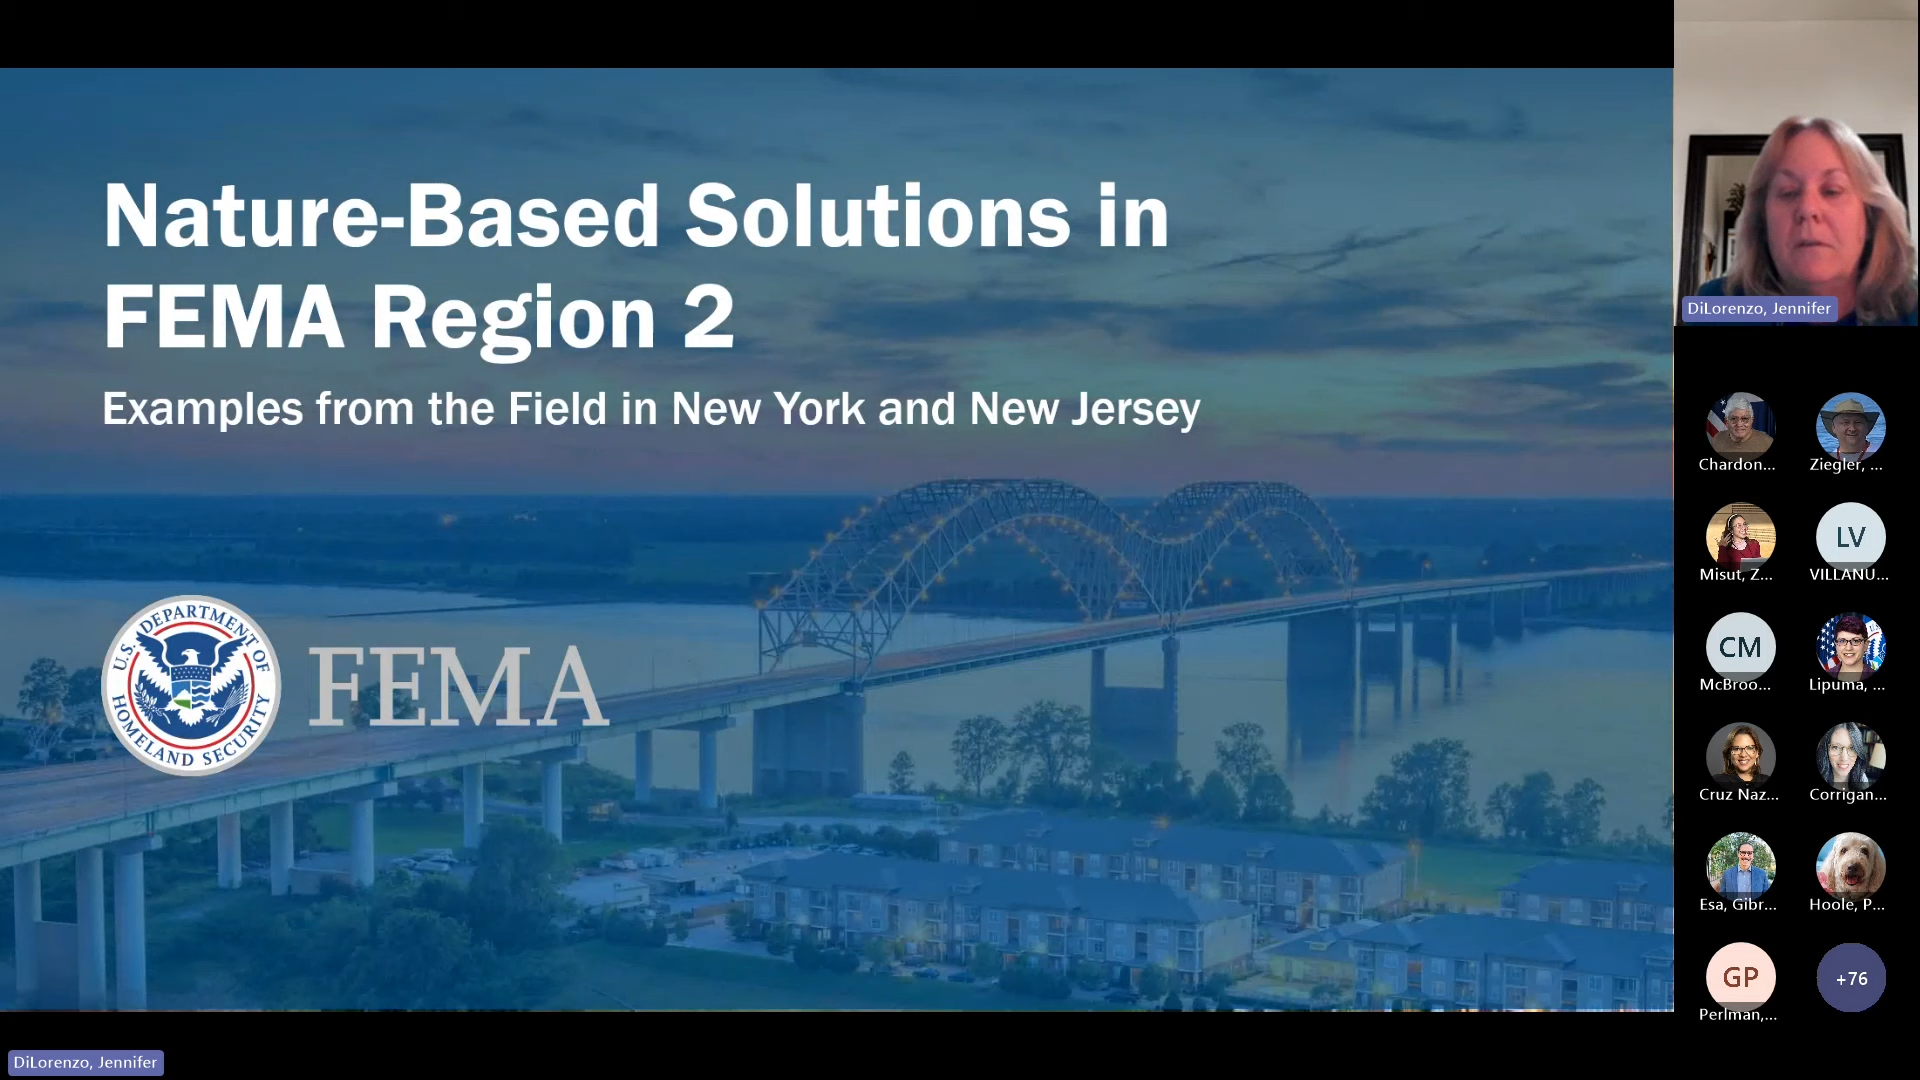 Nature-Based Solutions in
FEMA Region 2
Examples from the Field in New York and New Jersey
U.S. DEPARTMENT OF
HOMELAND SECURITY
FEMA
DiLorenzo, Jennifer
Chardon...
Ziegler, ...
Misut, Z...
LV
VILLANU...
CM
McBroo...
Lipuma, ...
Cruz Naz...
Corrigan...
Esa, Gibr...
Hoole, P...
GP
Perlman,...
+76
DiLorenzo, Jennifer